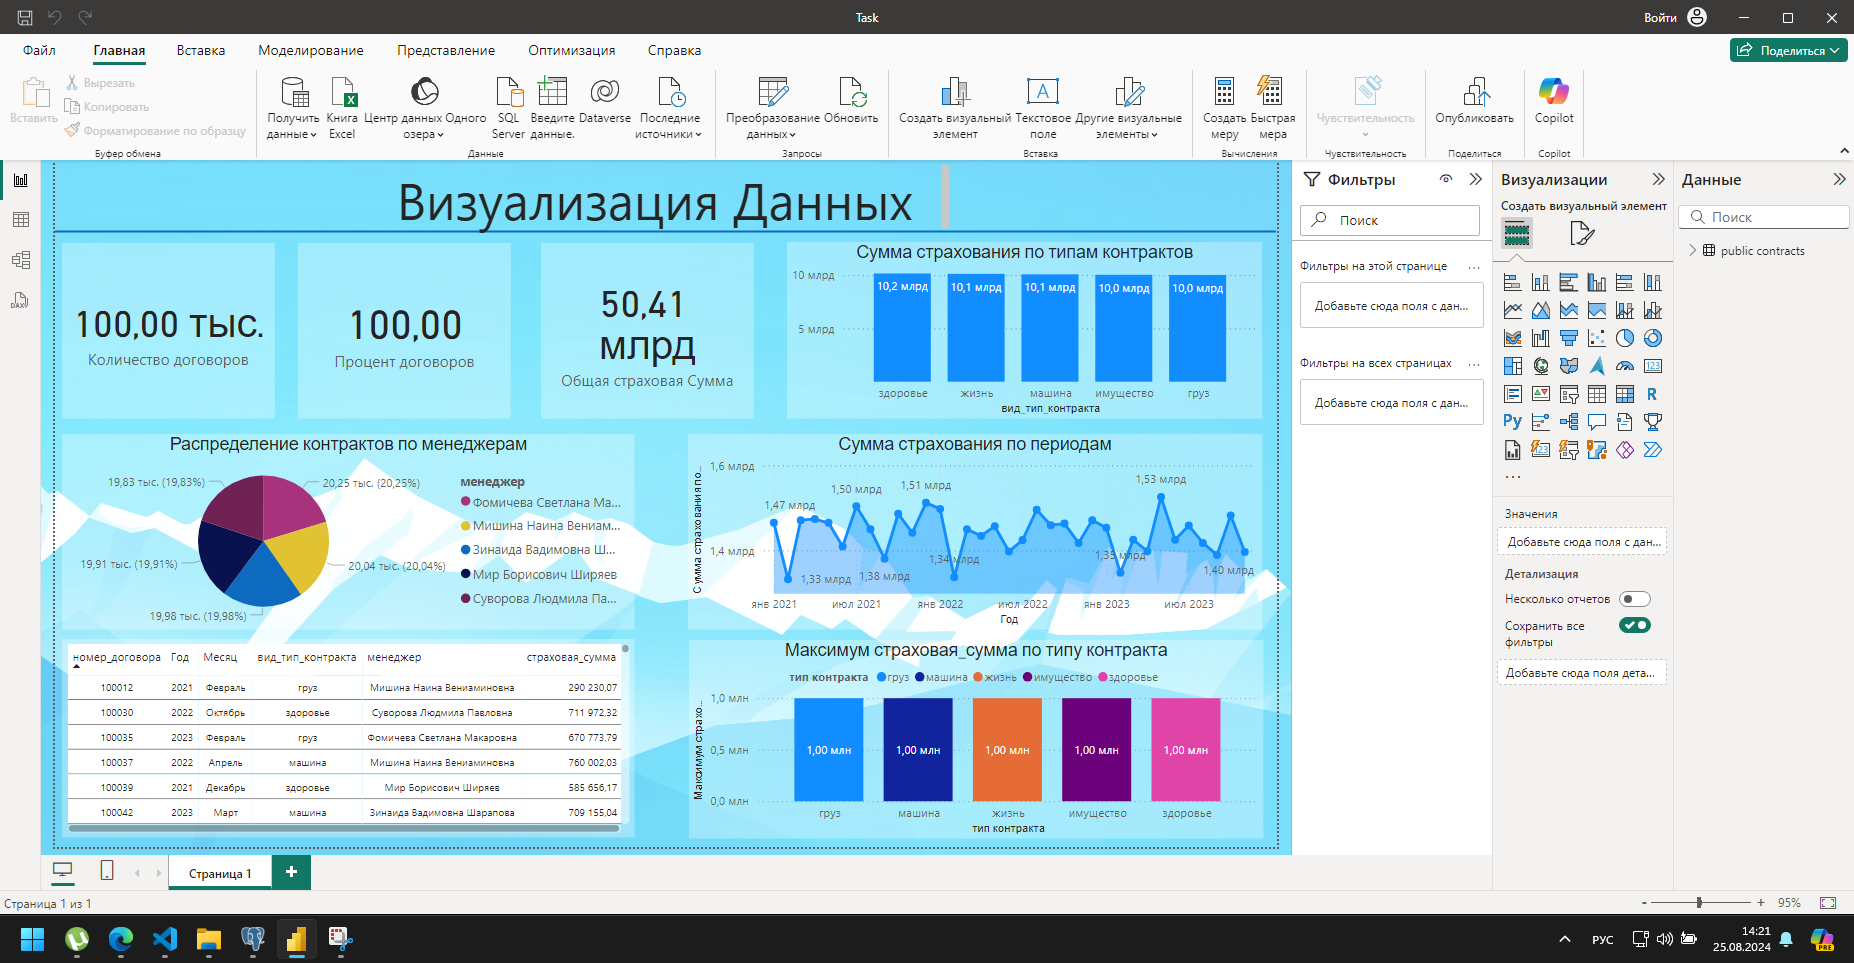 Task
Войти
Файл
Главная
Вставка
Моделирование
Представление
Оптимизация
Справка
Поделиться
Вставить
Вырезать
Копировать
Форматирование по образцу
Буфер обмена
Получить данные
Книга Excel
Центр данных Одного озера
SQL Server
Введите данные.
Dataverse
Последние источники
Данные
Преобразование данных
Обновить
Запросы
Создать визуальный элемент
Текстовое поле
Другие визуальные элементы
Вставка
Создать меру
Быстрая мера
Вычисления
Чувствительность
Чувствительность
Опубликовать
Поделиться
Copilot
Copilot
Визуализация Данных
100,00 тыс.
Количество договоров
100,00
Процент договоров
50,41
млрд
Общая страховая Сумма
Сумма страхования по типам контрактов
10 млрд
5 млрд
10,2 млрд 10,1 млрд 10,1 млрд 10,0 млрд 10,0 млрд
здоровье жизнь машина имущество груз
вид_тип_контракта
Распределение контрактов по менеджерам
19,83 тыс. (19,83%)
20,25 тыс. (20,25%)
19,91 тыс. (19,91%)
20,04 тыс. (20,04%)
19,98 тыс. (19,98%)
менеджер
Фомичева Светлана Ма...
Мишина Наина Вениам...
Зинаида Вадимовна Ш...
Мир Борисович Ширяев
Суворова Людмила Па...
Сумма страхования по периодам
Сумма страхования по...
1,6 млрд
1,4 млрд
1,47 млрд
1,33 млрд
1,50 млрд
1,38 млрд
1,51 млрд
1,34 млрд
1,35 млрд
1,53 млрд
1,40 млрд
янв 2021 июл 2021 янв 2022 июл 2022 янв 2023 июл 2023
Год
номер_договора Год Месяц вид_тип_контракта менеджер страховая_сумма
100012 2021 Февраль груз Мишина Наина Вениаминовна 290 230,07
100030 2022 Октябрь здоровье Суворова Людмила Павловна 711 972,32
100035 2023 Февраль груз Фомичева Светлана Макаровна 670 773,79
100037 2022 Апрель машина Мишина Наина Вениаминовна 760 002,03
100039 2021 Декабрь здоровье Мир Борисович Ширяев 585 656,17
100042 2023 Март машина Зинаида Вадимовна Шарапова 709 155,04
Максимум страховая_сумма по типу контракта
тип контракта груз машина жизнь имущество здоровье
Максимум страхо...
1,0 млн
0,5 млн
0,0 млн
1,00 млн 1,00 млн 1,00 млн 1,00 млн 1,00 млн
груз машина жизнь имущество здоровье
тип контракта
Фильтры
Поиск
Фильтры на этой странице ...
Добавьте сюда поля с дан...
Фильтры на всех страницах ...
Добавьте сюда поля с дан...
Визуализации
Создать визуальный элемент
123
R
Py
123
...
Значения
Добавьте сюда поля с дан...
Детализация
Несколько отчетов
Сохранить все фильтры
Добавьте сюда поля дета...
Данные
Поиск
public contracts
DAX
Страница 1
+
Страница 1 из 1
- + 95%
РУС
14:21
25.08.2024
PRE